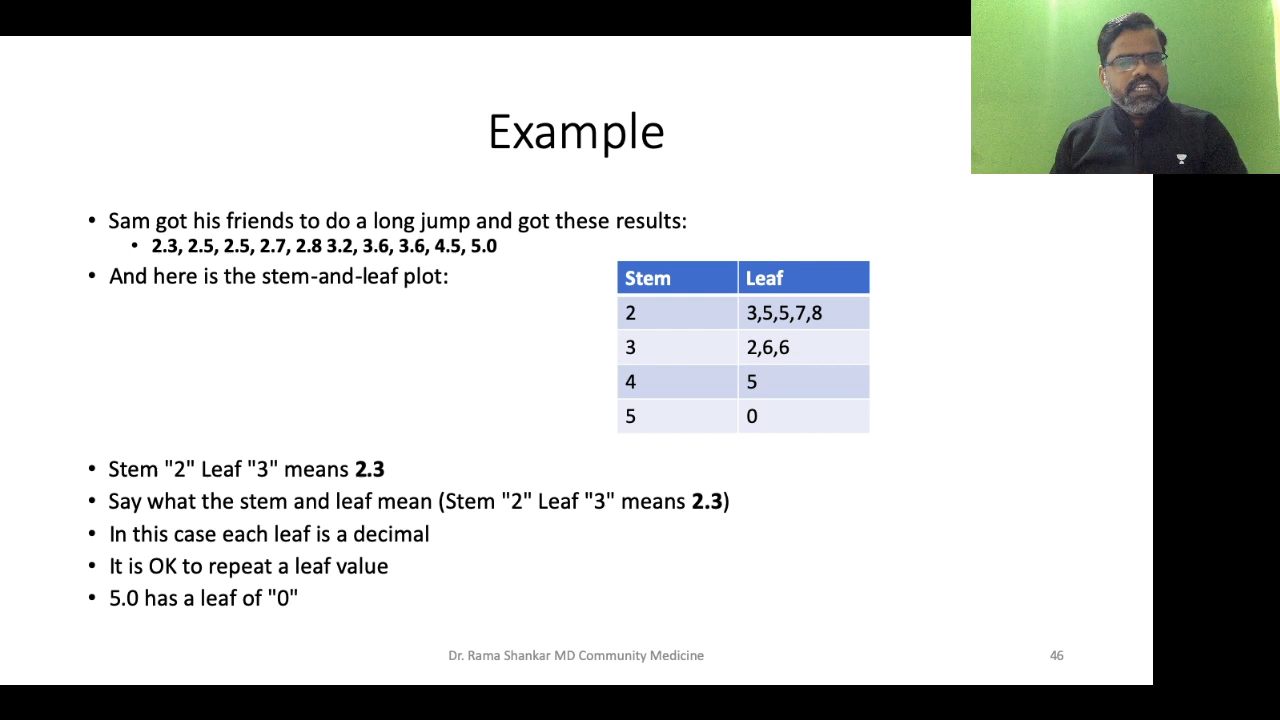 Example
• Sam got his friends to do a long jump and got these results:
• 2.3, 2.5, 2.5, 2.7, 2.8 3.2, 3.6, 3.6, 4.5, 5.0
• And here is the stem-and-leaf plot:
Stem Leaf
2 3,5,5,7,8
3 2,6,6
4 5
5 0
• Stem "2" Leaf "3" means 2.3
• Say what the stem and leaf mean (Stem "2" Leaf "3" means 2.3)
• In this case each leaf is a decimal
• It is OK to repeat a leaf value
• 5.0 has a leaf of "0"
Dr. Rama Shankar MD Community Medicine 46